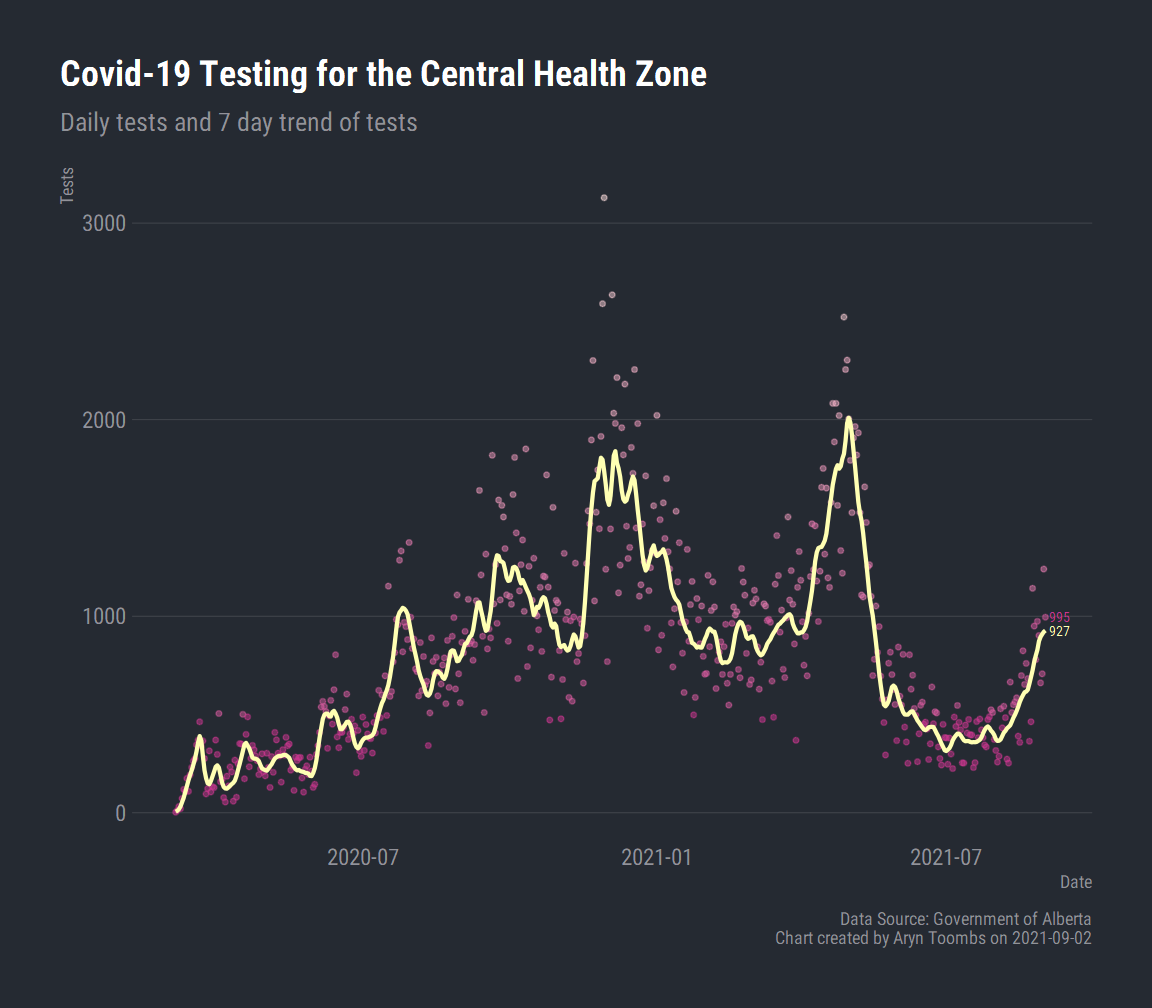 Covid-19 Testing for the Central Health Zone
Daily tests and 7 day trend of tests
Tests
3000
2000
1000
0
995
927
2020-07
2021-01
2021-07
Date
Data Source: Government of Alberta
Chart created by Aryn Toombs on 2021-09-02